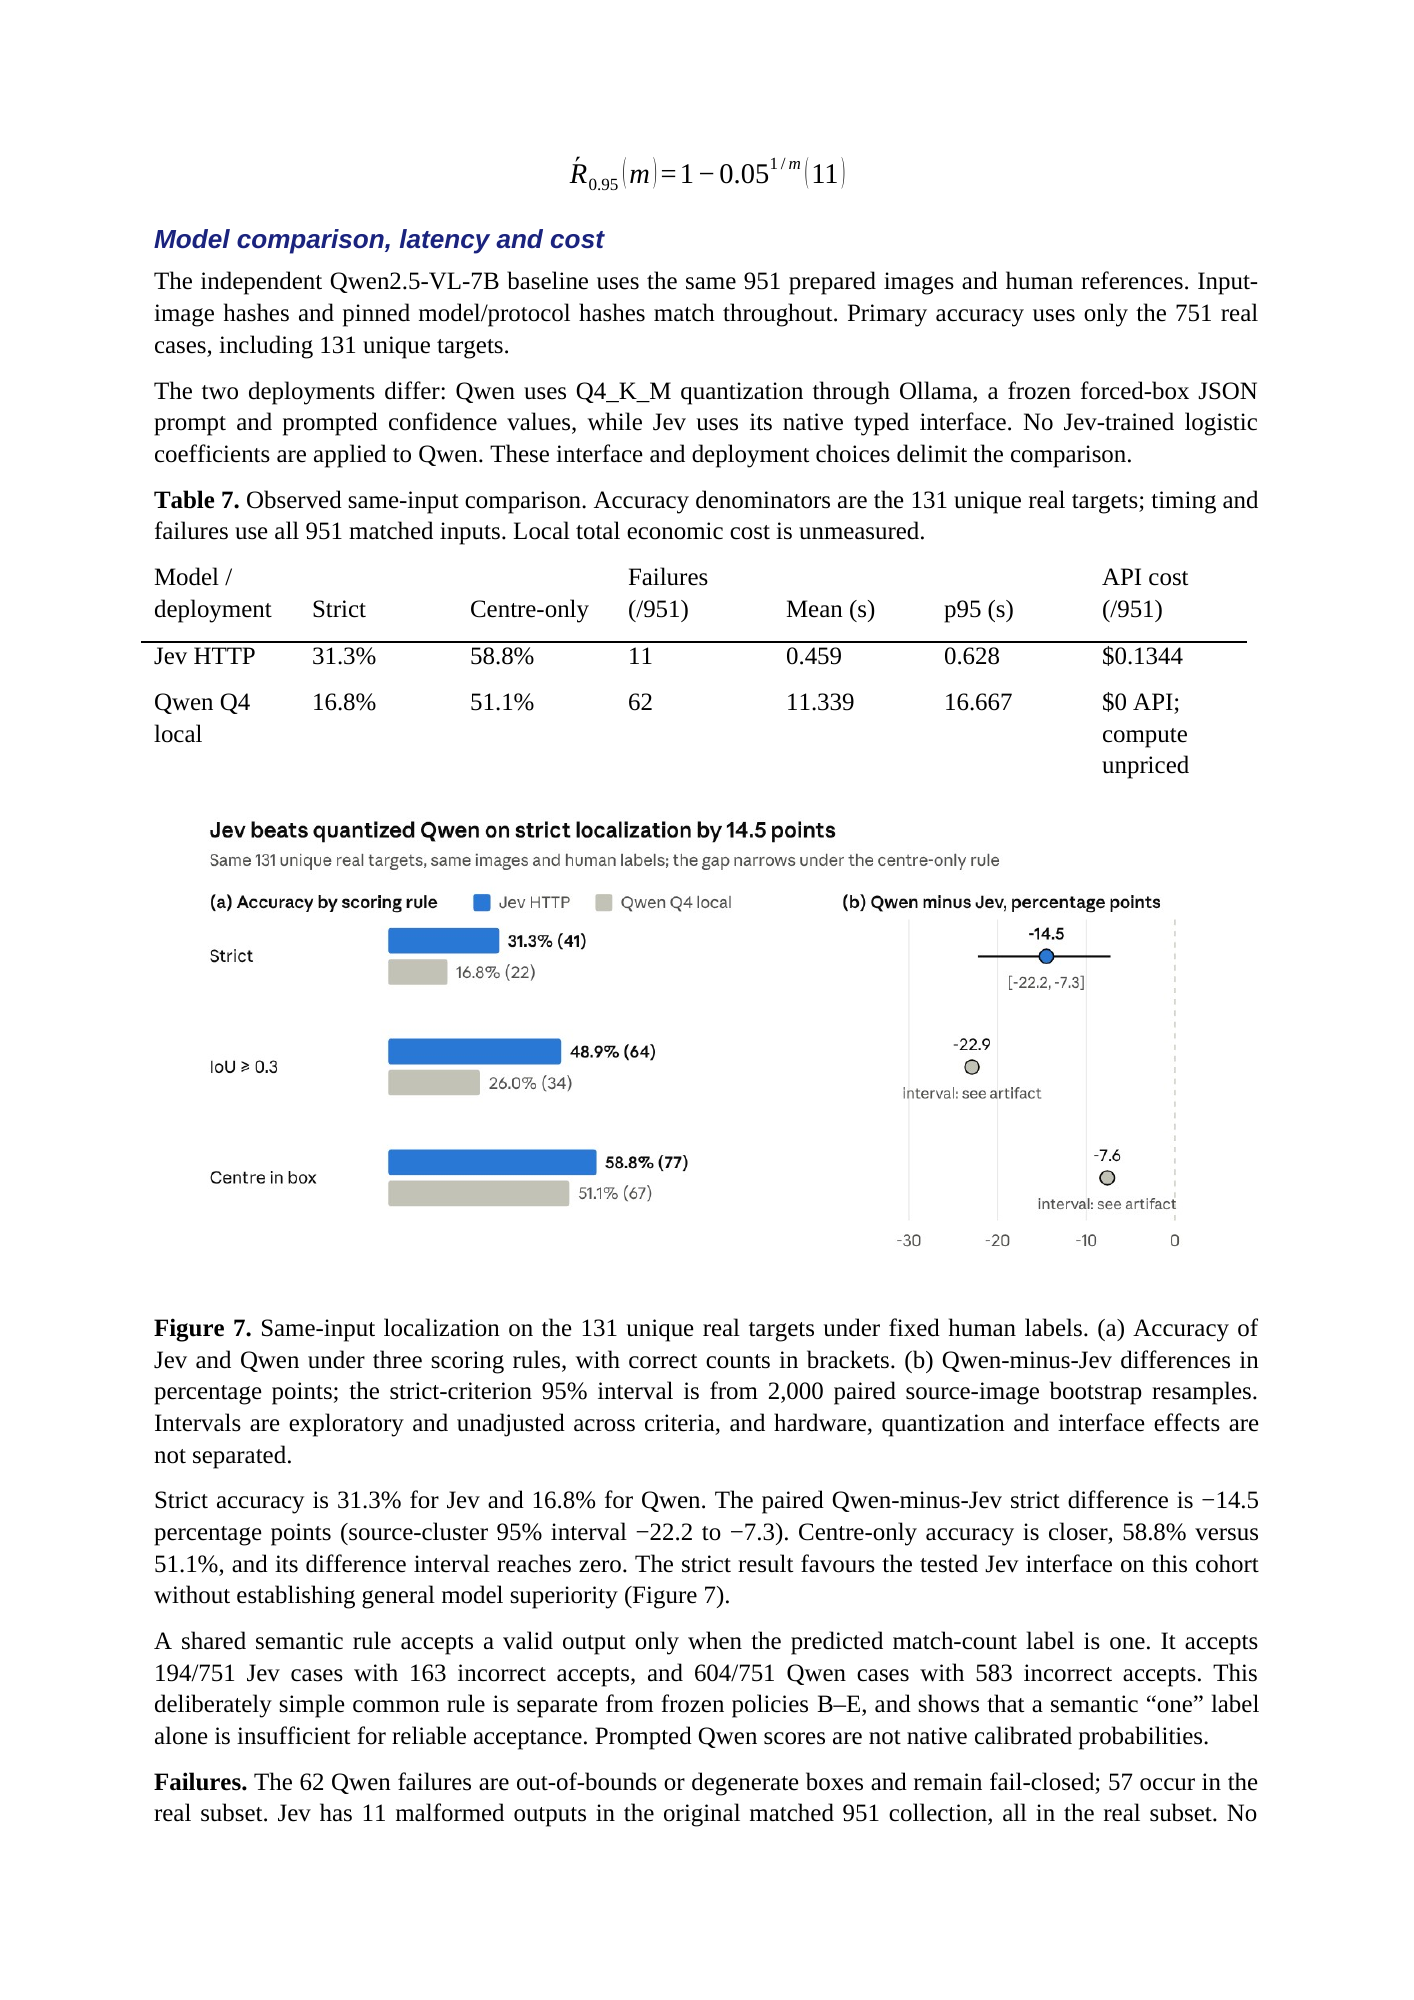 Ŕ0.95(m)=1−0.05^1/m(11)
Model comparison, latency and cost
The independent Qwen2.5-VL-7B baseline uses the same 951 prepared images and human references. Input-
image hashes and pinned model/protocol hashes match throughout. Primary accuracy uses only the 751 real
cases, including 131 unique targets.
The two deployments differ: Qwen uses Q4_K_M quantization through Ollama, a frozen forced-box JSON
prompt and prompted confidence values, while Jev uses its native typed interface. No Jev-trained logistic
coefficients are applied to Qwen. These interface and deployment choices delimit the comparison.
Table 7. Observed same-input comparison. Accuracy denominators are the 131 unique real targets; timing and
failures use all 951 matched inputs. Local total economic cost is unmeasured.
Model / Failures API cost
deployment Strict Centre-only (/951) Mean (s) p95 (s) (/951)
Jev HTTP 31.3% 58.8% 11 0.459 0.628 $0.1344
Qwen Q4 16.8% 51.1% 62 11.339 16.667 $0 API;
local compute
unpriced
Jev beats quantized Qwen on strict localization by 14.5 points
Same 131 unique real targets, same images and human labels; the gap narrows under the centre-only rule
(a) Accuracy by scoring rule Jev HTTP Qwen Q4 local
Strict
31.3% (41)
16.8% (22)
IoU ≥ 0.3
48.9% (64)
26.0% (34)
Centre in box
58.8% (77)
51.1% (67)
(b) Qwen minus Jev, percentage points
-14.5
[-22.2, -7.3]
-22.9
interval: see artifact
-7.6
interval: see artifact
-30 -20 -10 0
Figure 7. Same-input localization on the 131 unique real targets under fixed human labels. (a) Accuracy of
Jev and Qwen under three scoring rules, with correct counts in brackets. (b) Qwen-minus-Jev differences in
percentage points; the strict-criterion 95% interval is from 2,000 paired source-image bootstrap resamples.
Intervals are exploratory and unadjusted across criteria, and hardware, quantization and interface effects are
not separated.
Strict accuracy is 31.3% for Jev and 16.8% for Qwen. The paired Qwen-minus-Jev strict difference is −14.5
percentage points (source-cluster 95% interval −22.2 to −7.3). Centre-only accuracy is closer, 58.8% versus
51.1%, and its difference interval reaches zero. The strict result favours the tested Jev interface on this cohort
without establishing general model superiority (Figure 7).
A shared semantic rule accepts a valid output only when the predicted match-count label is one. It accepts
194/751 Jev cases with 163 incorrect accepts, and 604/751 Qwen cases with 583 incorrect accepts. This
deliberately simple common rule is separate from frozen policies B–E, and shows that a semantic “one” label
alone is insufficient for reliable acceptance. Prompted Qwen scores are not native calibrated probabilities.
Failures. The 62 Qwen failures are out-of-bounds or degenerate boxes and remain fail-closed; 57 occur in the
real subset. Jev has 11 malformed outputs in the original matched 951 collection, all in the real subset. No